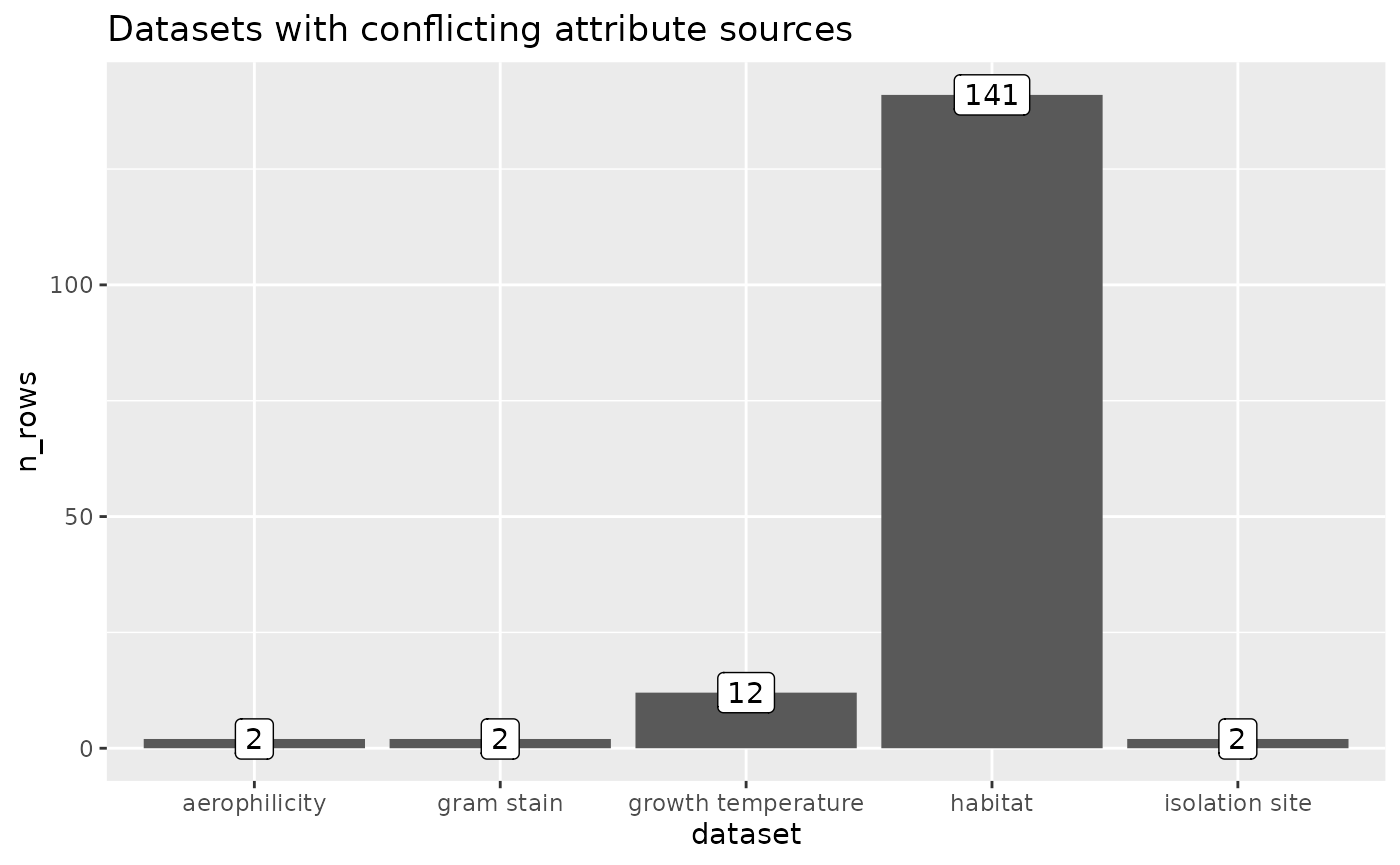 Datasets with conflicting attribute sources
141
100
n_rows
50
12
2
2
2
0
aerophilicity
gram stain
growth temperature
habitat
isolation site
dataset